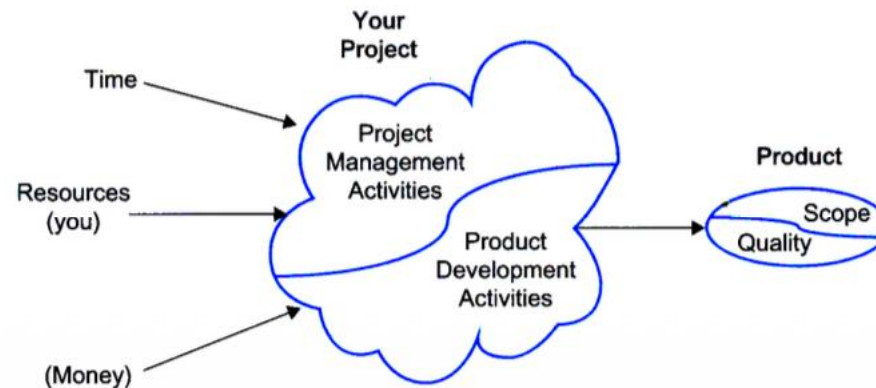 Your
Project
Time
Project
Management
Activities
Resources
(you)
Product
Development
Activities
(Money)
Product
Scope
Quality